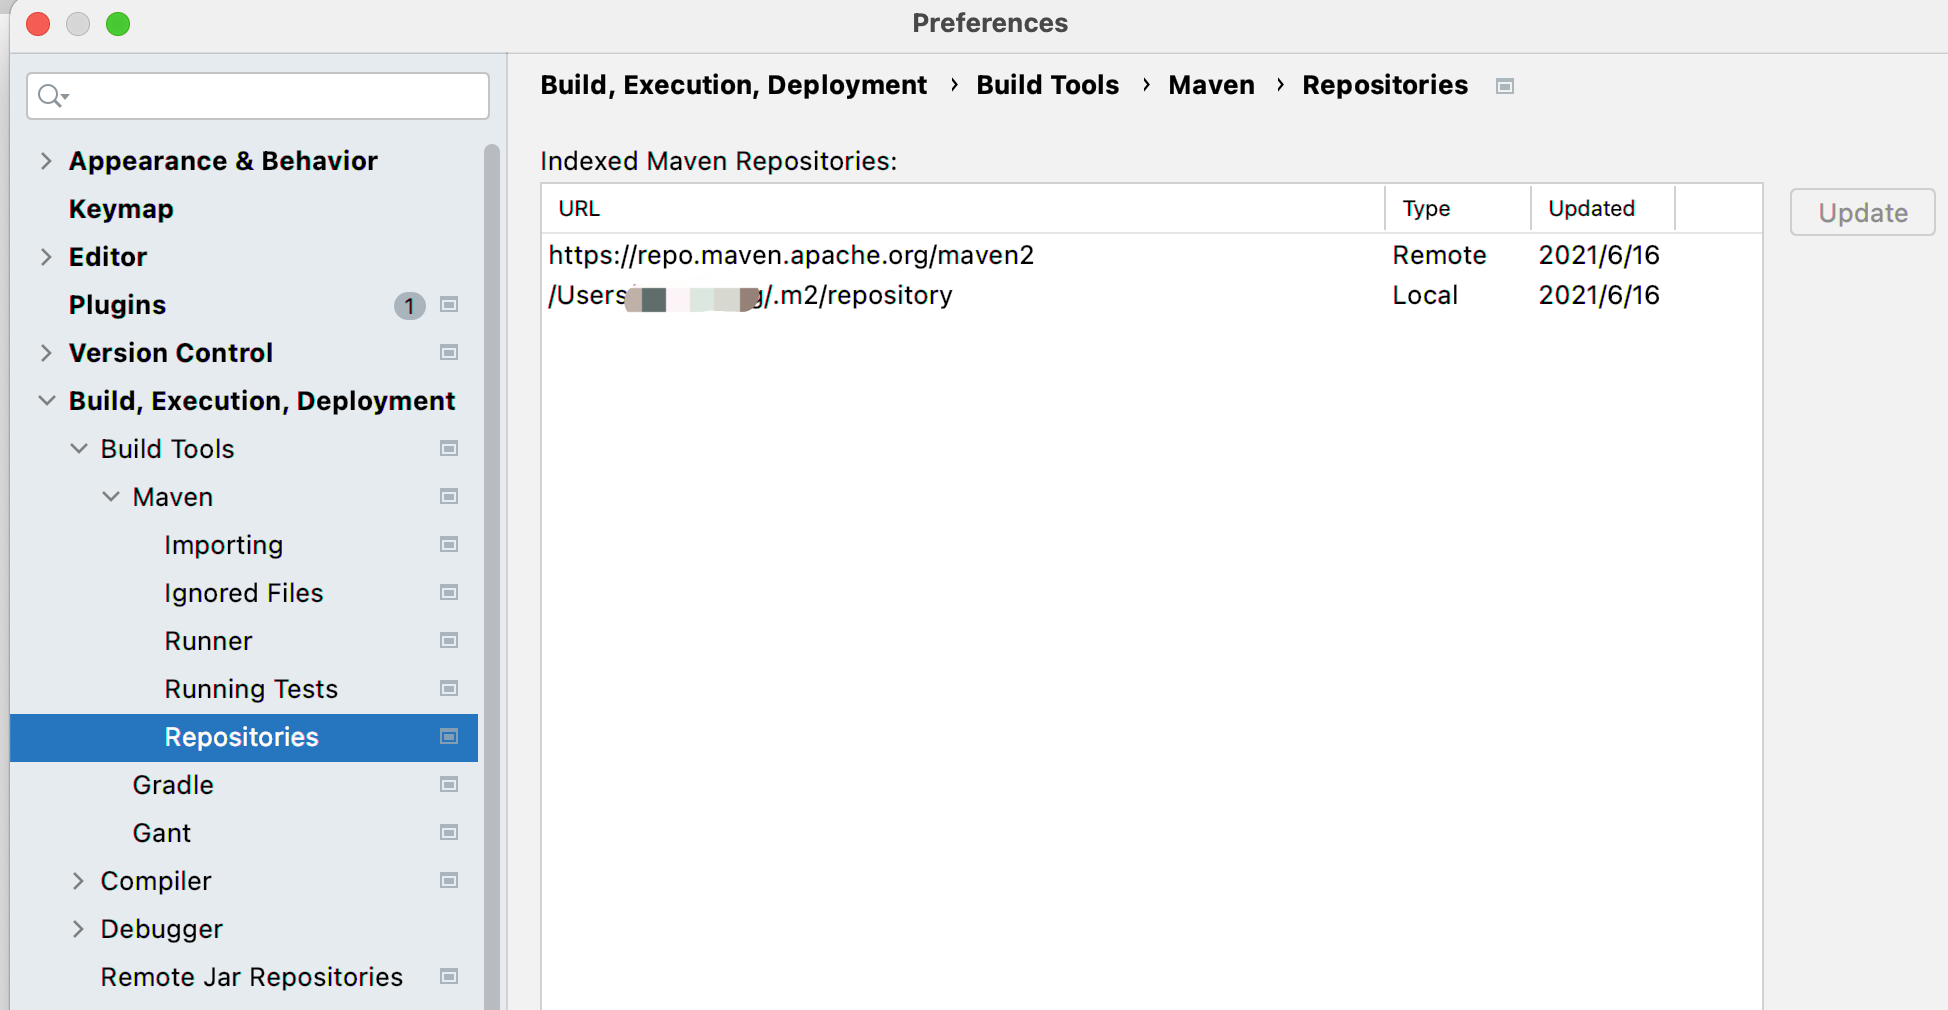 Preferences
Build, Execution, Deployment › Build Tools › Maven › Repositories
Appearance & Behavior
Keymap
Editor
Plugins 1
Version Control
Build, Execution, Deployment
Build Tools
Maven
Importing
Ignored Files
Runner
Running Tests
Repositories
Gradle
Gant
Compiler
Debugger
Remote Jar Repositories
Indexed Maven Repositories:
URL Type Updated
https://repo.maven.apache.org/maven2 Remote 2021/6/16
/Users g/.m2/repository Local 2021/6/16
Update